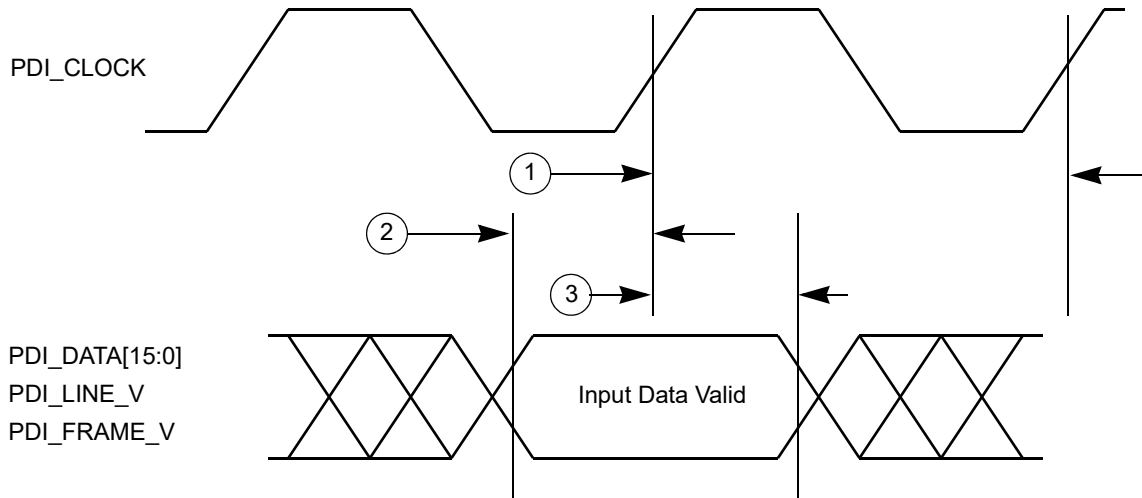 PDI_CLOCK
1
2
3
PDI_DATA[15:0]
PDI_LINE_V
Input Data Valid
PDI_FRAME_V